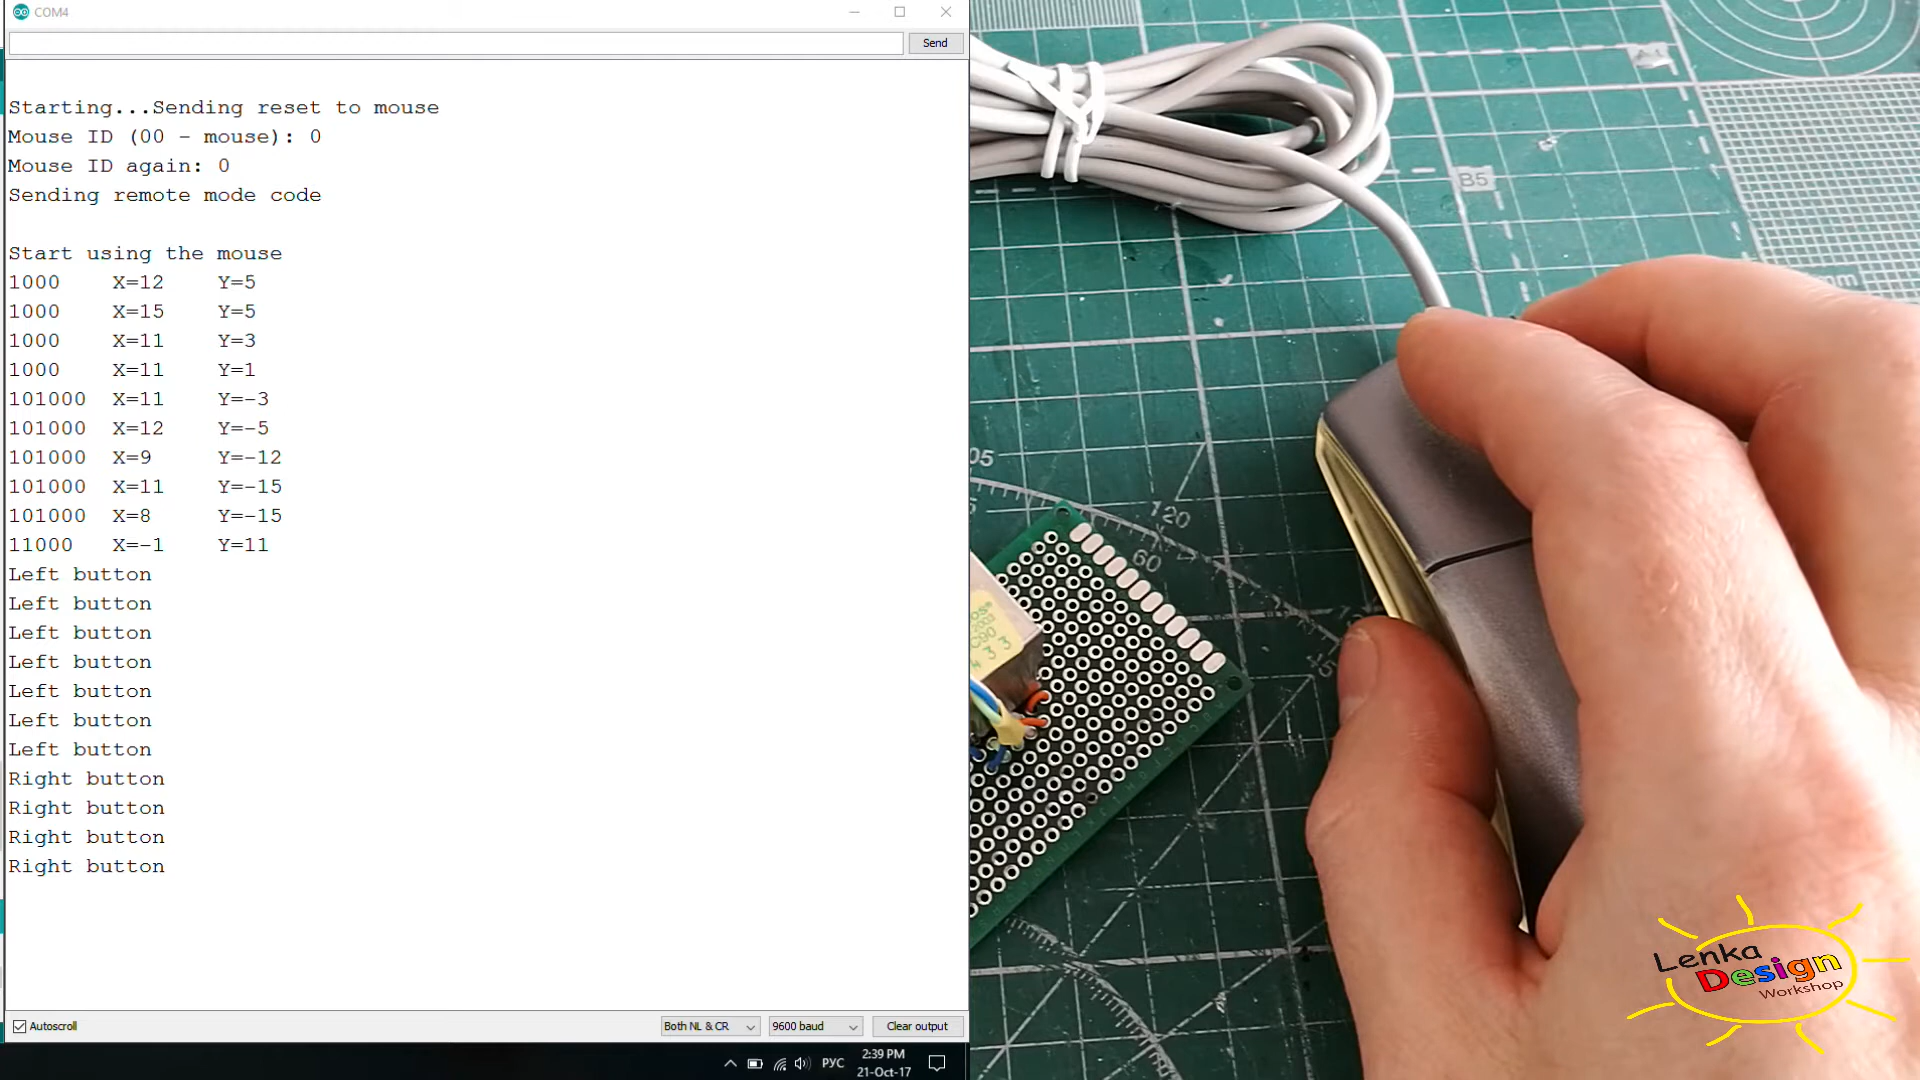 COM4
Send
Starting...Sending reset to mouse
Mouse ID (00 - mouse): 0
Mouse ID again: 0
Sending remote mode code
Start using the mouse
1000 X=12 Y=5
1000 X=15 Y=5
1000 X=11 Y=3
1000 X=11 Y=1
101000 X=11 Y=-3
101000 X=12 Y=-5
101000 X=9 Y=-12
101000 X=11 Y=-15
101000 X=8 Y=-15
11000 X=-1 Y=11
Left button
Left button
Left button
Left button
Left button
Left button
Left button
Right button
Right button
Right button
Right button
Autoscroll
Both NL & CR
9600 baud
Clear output
РУС
2:39 PM
21-Oct-17
B5
120
60
Lenka
Design
Workshop